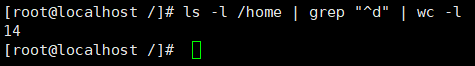 [root@localhost /]# ls -l /home | grep "^d" | wc -l
14
[root@localhost /]#